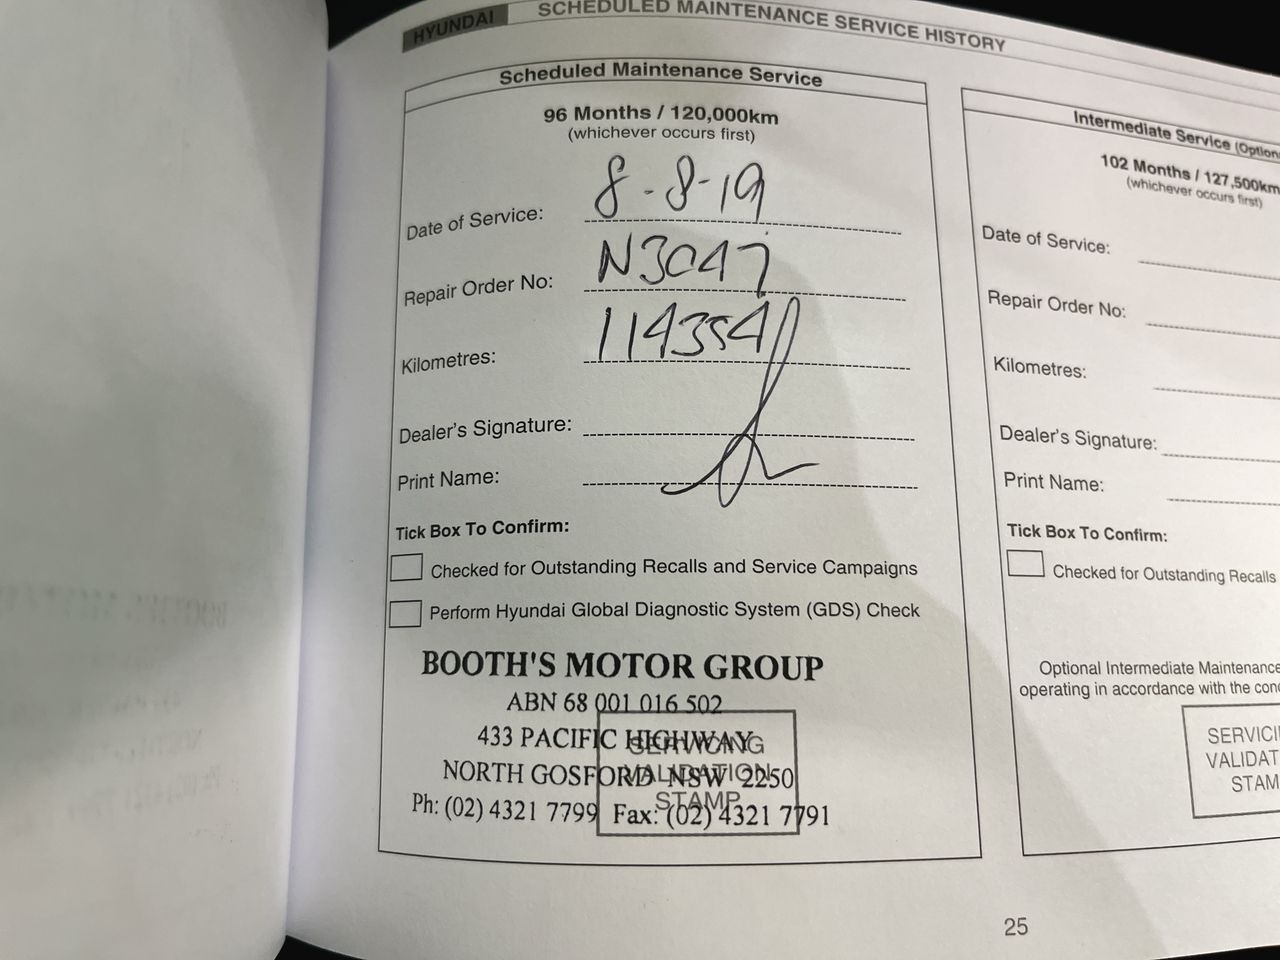 HYUNDAI SCHEDULED MAINTENANCE SERVICE HISTORY
Scheduled Maintenance Service
96 Months / 120,000km
(whichever occurs first)
Date of Service: 8-8-19
Repair Order No: N3047
Kilometres: 114354
Dealer's Signature:
Print Name:
Tick Box To Confirm:
Checked for Outstanding Recalls and Service Campaigns
Perform Hyundai Global Diagnostic System (GDS) Check
BOOTH'S MOTOR GROUP
ABN 68 001 016 502
433 PACIFIC HIGHWAY
NORTH GOSFORD NSW 2250
Ph: (02) 4321 7799 Fax: (02) 4321 7791
SERVICING
VALIDATION
STAMP
Intermediate Service (Option
102 Months / 127,500km
(whichever occurs first)
Date of Service:
Repair Order No:
Kilometres:
Dealer's Signature:
Print Name:
Tick Box To Confirm:
Checked for Outstanding Recalls
Optional Intermediate Maintenance
operating in accordance with the con
SERVICI
VALIDAT
STAM
25